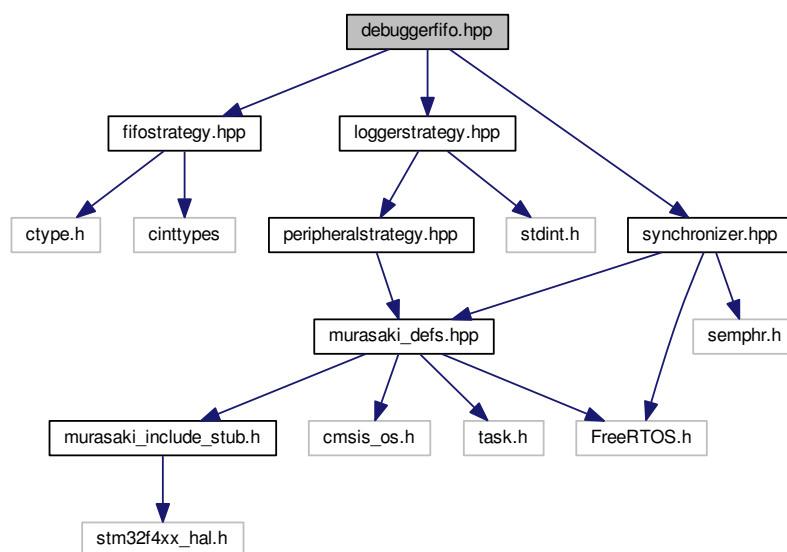 debuggerfifo.hpp
fifostrategy.hpp
loggerstrategy.hpp
ctype.h
cinttypes
peripheralstrategy.hpp
stdint.h
synchronizer.hpp
murasaki_defs.hpp
semphr.h
murasaki_include_stub.h
cmsis_os.h
task.h
FreeRTOS.h
stm32f4xx_hal.h